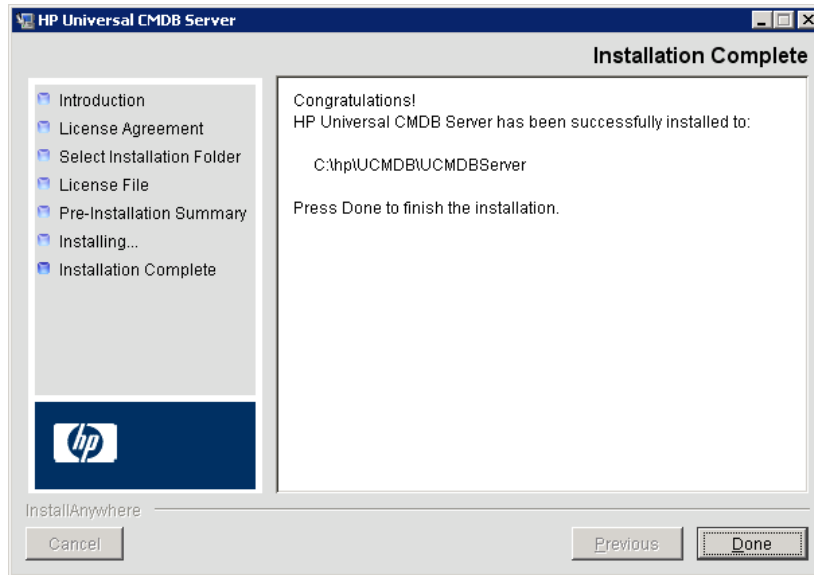 HP Universal CMDB Server
Installation Complete
Introduction
License Agreement
Select Installation Folder
License File
Pre-Installation Summary
Installing...
Installation Complete
Congratulations!
HP Universal CMDB Server has been successfully installed to:
C:\hp\UCMDB\UCMDBServer
Press Done to finish the installation.
hp
InstallAnywhere
Cancel
Previous
Done